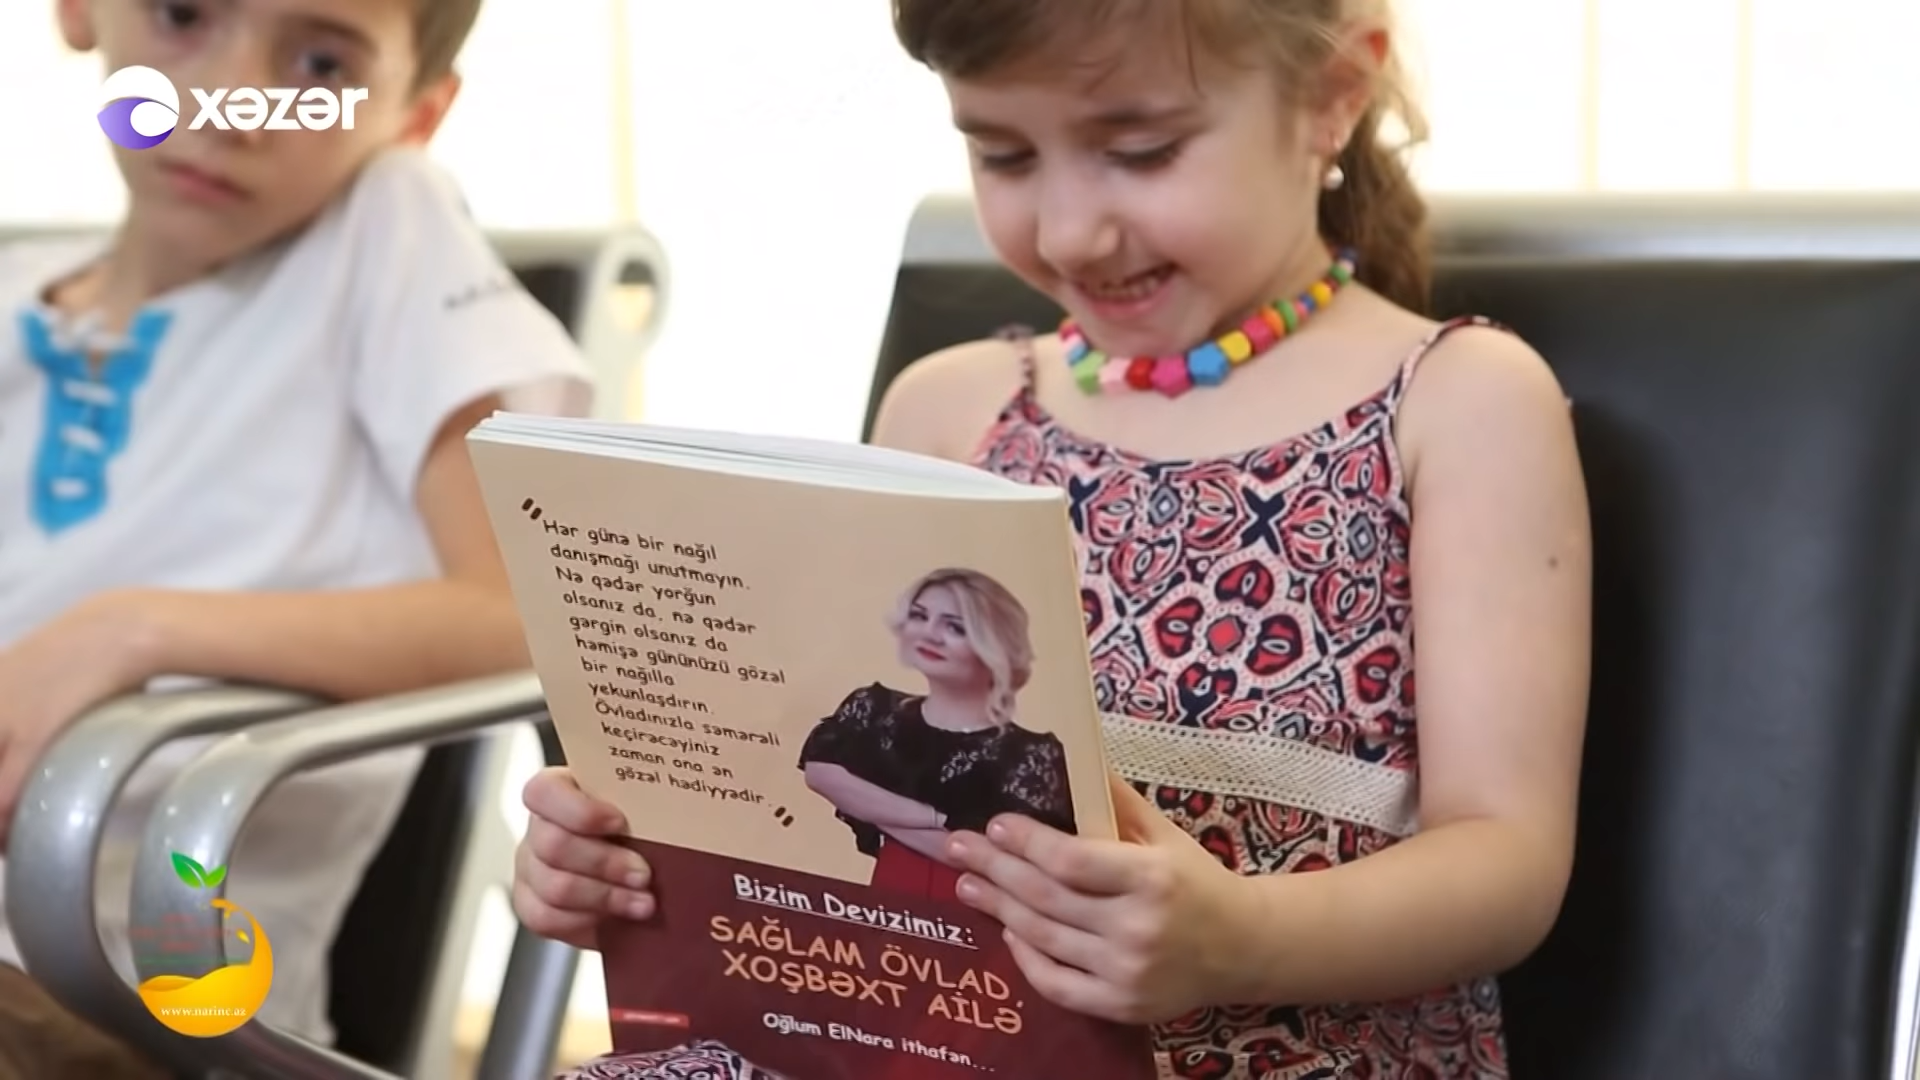 xəzər
"Hər günə bir nağıl
danışmağı unutmayın.
Nə qədər yorğun
olsanız da, nə qədər
gərgin olsanız da
həmişə gününüzü gözəl
bir nağılla
yekunlaşdırın.
Övladınızla səmərəli
keçirəcəyiniz
zaman ona ən
gözəl hədiyyədir."
Bizim Devizimiz:
SAĞLAM ÖVLAD,
XOŞBƏXT AİLƏ
Oğlum ElNara ithafən...
www.narinc.az